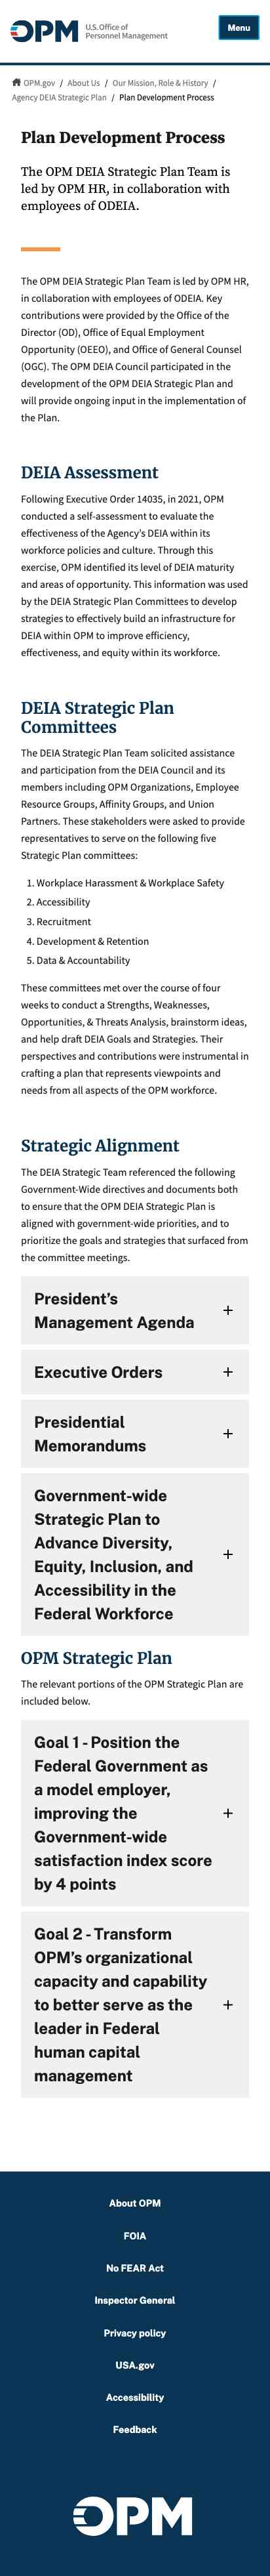 OPM
U.S. Office of
Personnel Management
Menu
OPM.gov / About Us / Our Mission, Role & History /
Agency DEIA Strategic Plan / Plan Development Process
Plan Development Process
The OPM DEIA Strategic Plan Team is
led by OPM HR, in collaboration with
employees of ODEIA.
The OPM DEIA Strategic Plan Team is led by OPM HR,
in collaboration with employees of ODEIA. Key
contributions were provided by the Office of the
Director (OD), Office of Equal Employment
Opportunity (OEEO), and Office of General Counsel
(OGC). The OPM DEIA Council participated in the
development of the OPM DEIA Strategic Plan and
will provide ongoing input in the implementation of
the Plan.
DEIA Assessment
Following Executive Order 14035, in 2021, OPM
conducted a self-assessment to evaluate the
effectiveness of the Agency's DEIA within its
workforce policies and culture. Through this
exercise, OPM identified its level of DEIA maturity
and areas of opportunity. This information was used
by the DEIA Strategic Plan Committees to develop
strategies to effectively build an infrastructure for
DEIA within OPM to improve efficiency,
effectiveness, and equity within its workforce.
DEIA Strategic Plan
Committees
The DEIA Strategic Plan Team solicited assistance
and participation from the DEIA Council and its
members including OPM Organizations, Employee
Resource Groups, Affinity Groups, and Union
Partners. These stakeholders were asked to provide
representatives to serve on the following five
Strategic Plan committees:
1. Workplace Harassment & Workplace Safety
2. Accessibility
3. Recruitment
4. Development & Retention
5. Data & Accountability
These committees met over the course of four
weeks to conduct a Strengths, Weaknesses,
Opportunities, & Threats Analysis, brainstorm ideas,
and help draft DEIA Goals and Strategies. Their
perspectives and contributions were instrumental in
crafting a plan that represents viewpoints and
needs from all aspects of the OPM workforce.
Strategic Alignment
The DEIA Strategic Team referenced the following
Government-Wide directives and documents both
to ensure that the OPM DEIA Strategic Plan is
aligned with government-wide priorities, and to
prioritize the goals and strategies that surfaced from
the committee meetings.
President's
Management Agenda
+
Executive Orders
+
Presidential
Memorandums
+
Government-wide
Strategic Plan to
Advance Diversity,
Equity, Inclusion, and
Accessibility in the
Federal Workforce
+
OPM Strategic Plan
The relevant portions of the OPM Strategic Plan are
included below.
Goal 1 - Position the
Federal Government as
a model employer,
improving the
Government-wide
satisfaction index score
by 4 points
+
Goal 2 - Transform
OPM's organizational
capacity and capability
to better serve as the
leader in Federal
human capital
management
+
About OPM
FOIA
No FEAR Act
Inspector General
Privacy policy
USA.gov
Accessibility
Feedback
OPM